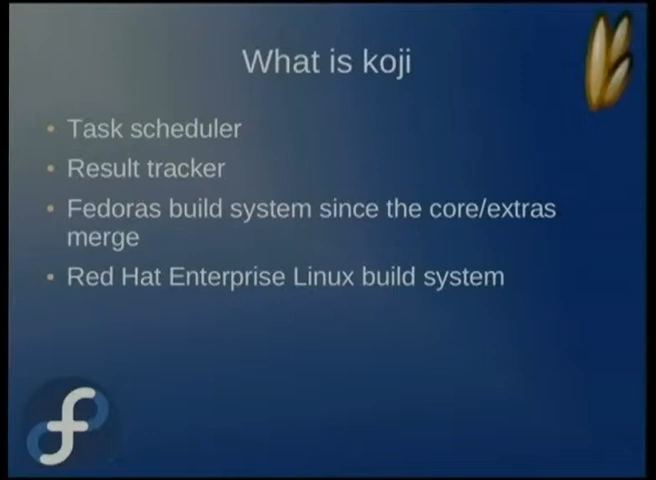 What is koji
• Task scheduler
• Result tracker
• Fedoras build system since the core/extras
merge
• Red Hat Enterprise Linux build system